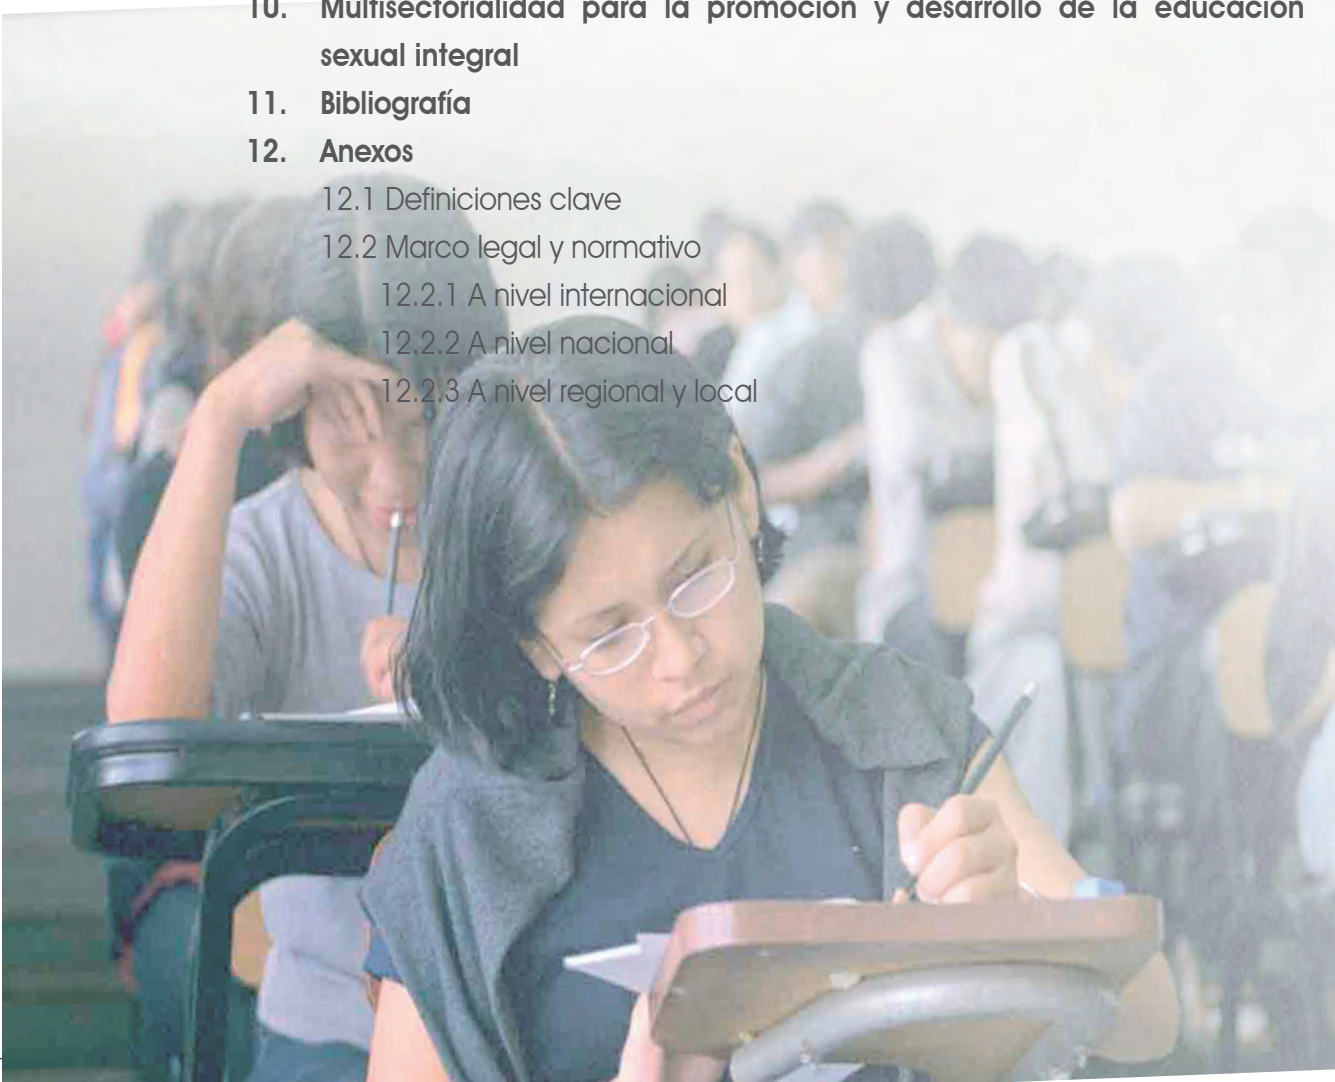 10. Multisectorialidad para la promoción y desarrollo de la educación
sexual integral
11. Bibliografía
12. Anexos
12.1 Definiciones clave
12.2 Marco legal y normativo
12.2.1 A nivel internacional
12.2.2 A nivel nacional
12.2.3 A nivel regional y local